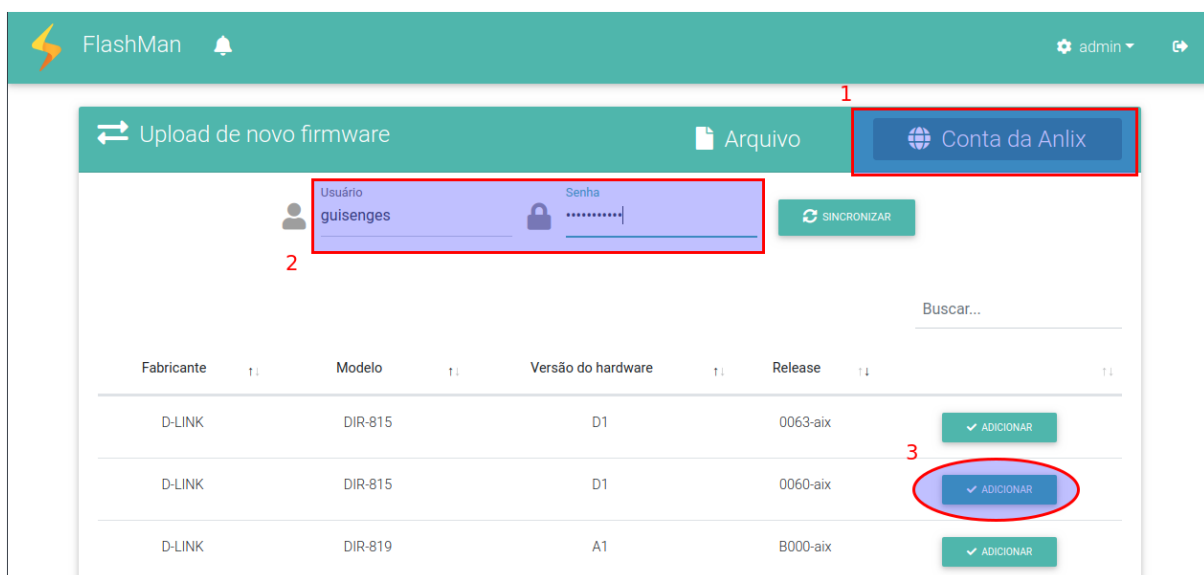 FlashMan admin
1
Upload de novo firmware Arquivo Conta da Anlix
Usuário Senha
guisenges ••••••••••• SINCRONIZAR
2
Buscar...
Fabricante ↑↓ Modelo ↑↓ Versão do hardware ↑↓ Release ↑↓ ↑↓
D-LINK DIR-815 D1 0063-aix ADICIONAR
3
D-LINK DIR-815 D1 0060-aix ADICIONAR
D-LINK DIR-819 A1 B000-aix ADICIONAR